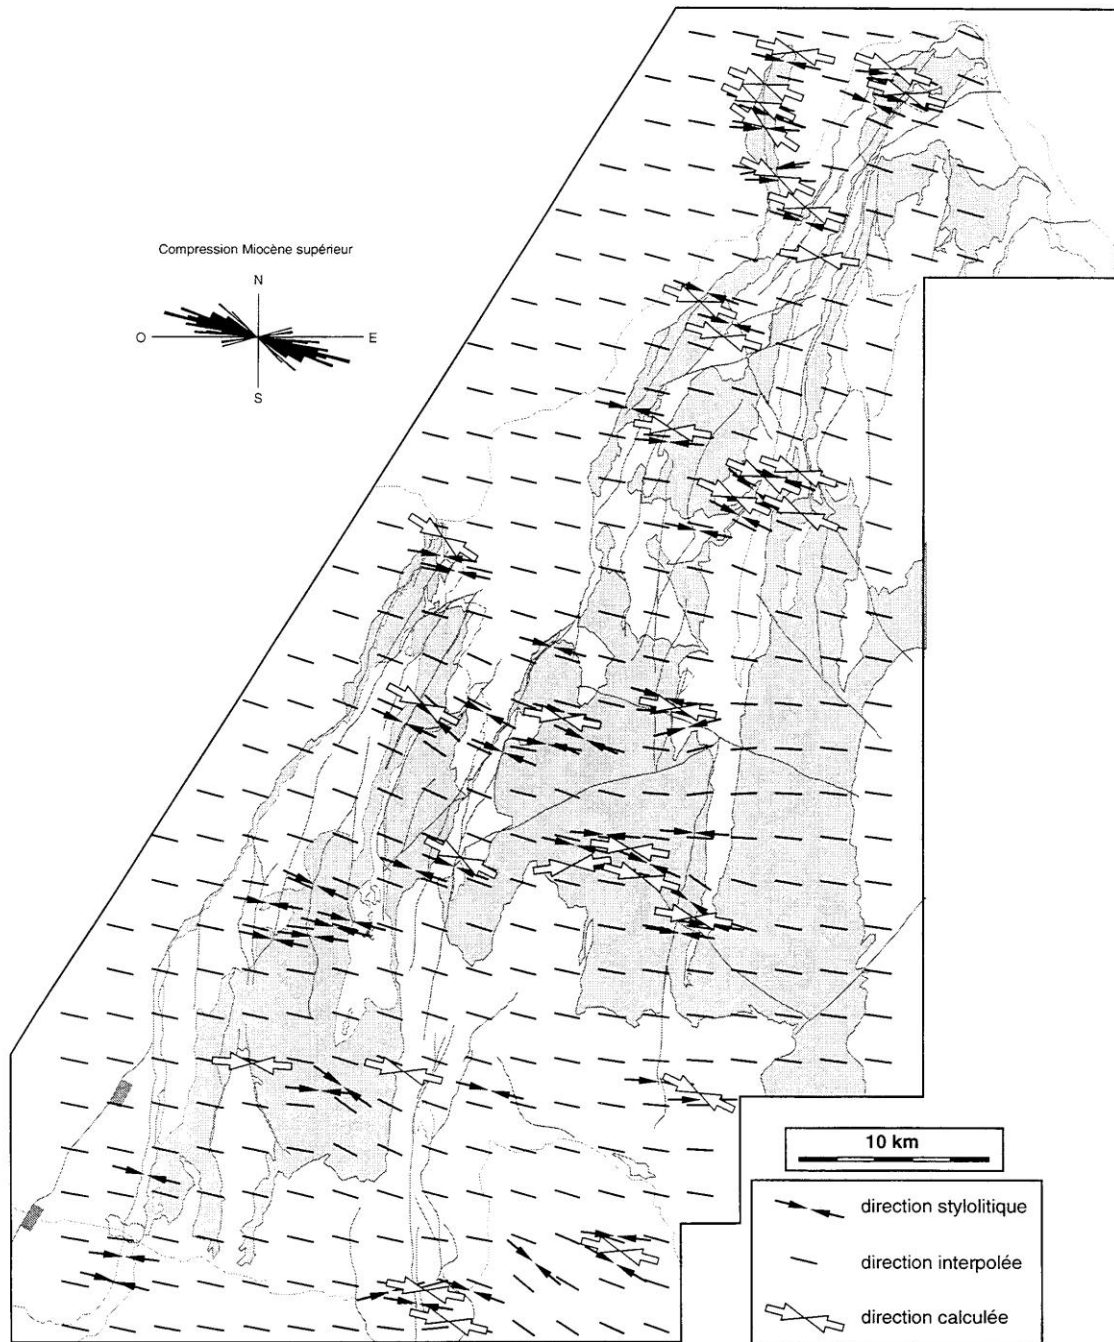 Compression Miocène supérieur
N
O
E
S
10 km
direction stylolitique
direction interpolée
direction calculée